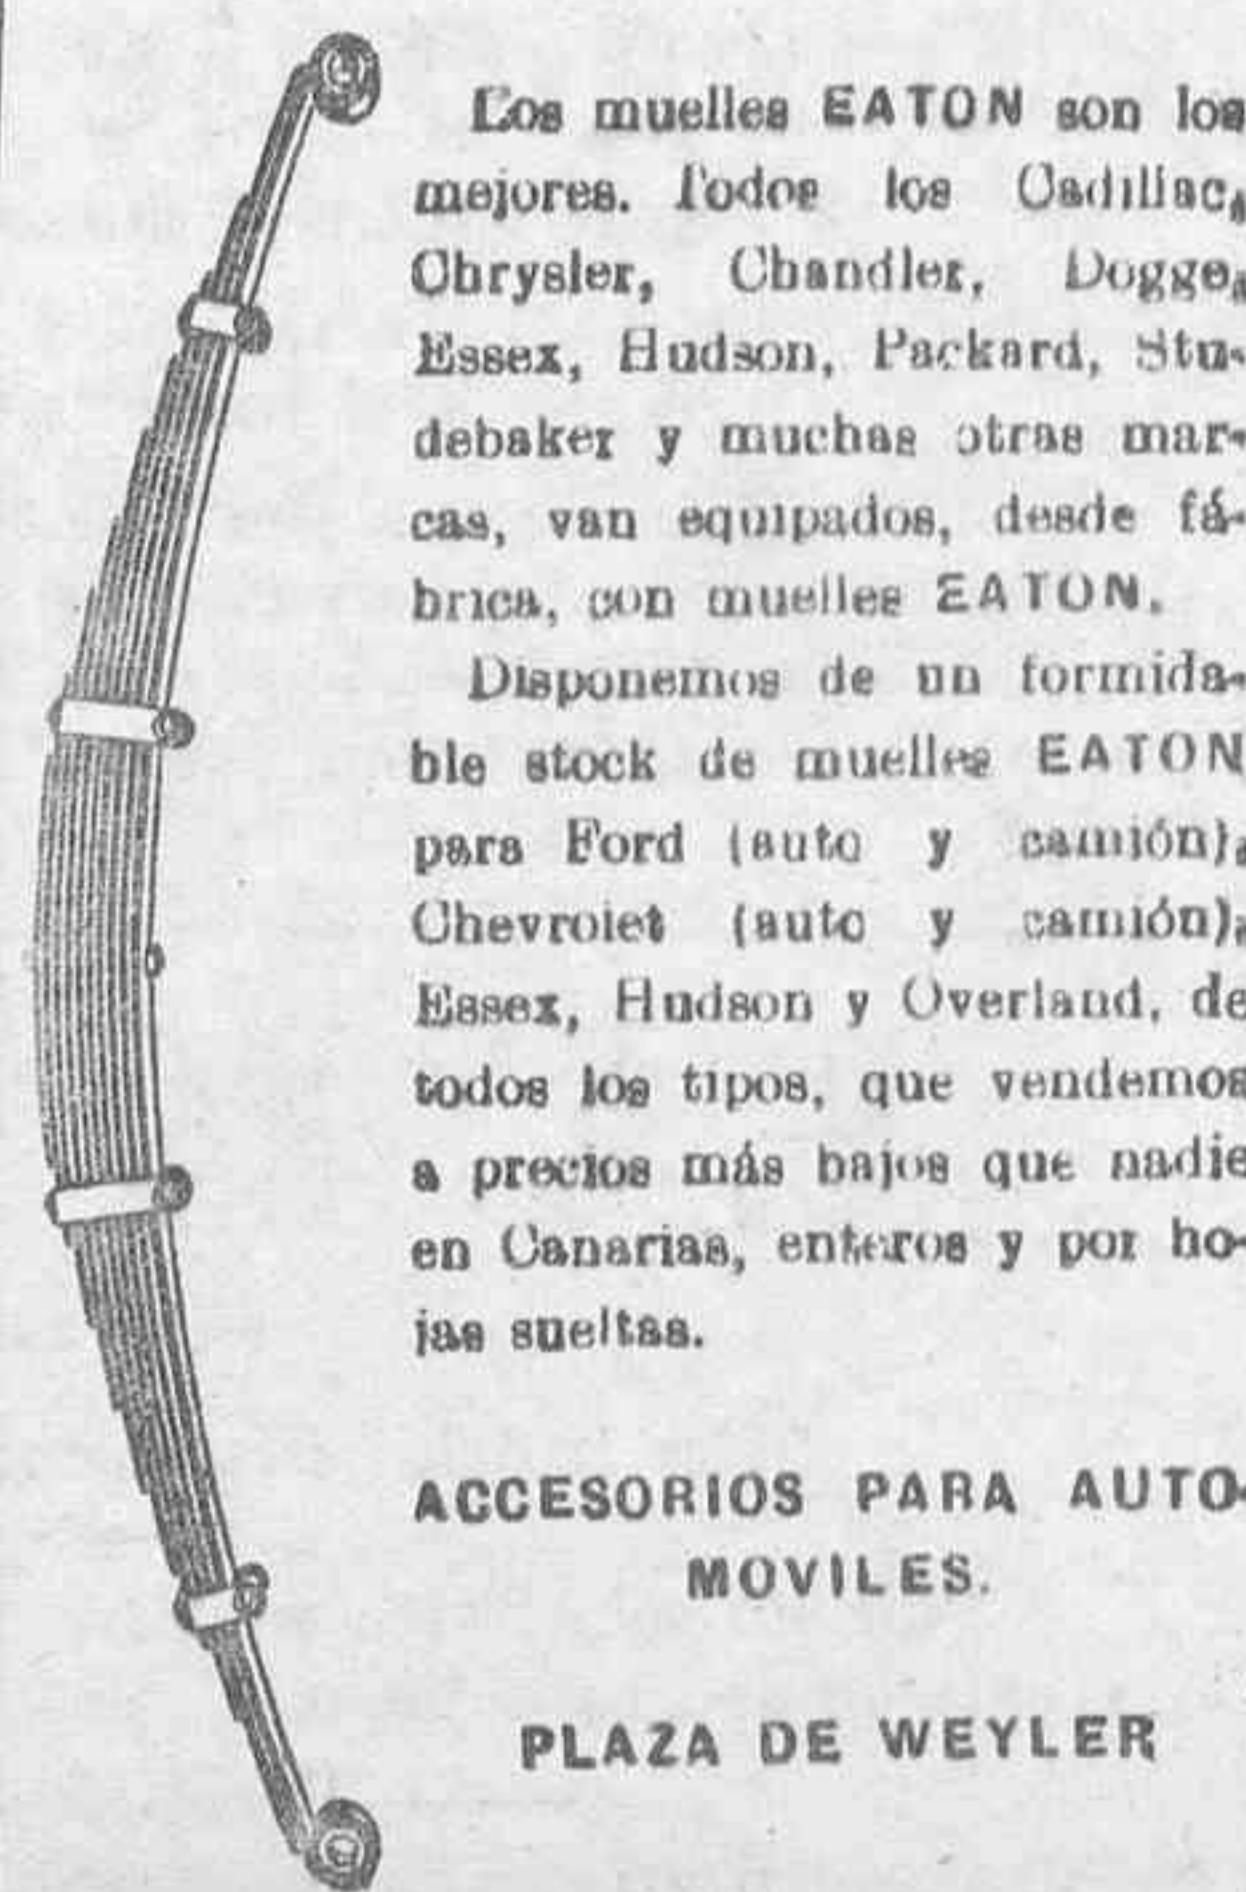 Los muelles EATON son los
mejores. Todos los Cadillac,
Chrysler, Chandler, Dogge,
Essex, Hudson, Packard, Stu-
debaker y muchas otras mar-
cas, van equipados, desde fá-
brica, con muelles EATON.
Disponemos de un formida-
ble stock de muelles EATON
para Ford (auto y camión),
Chevrolet (auto y camión),
Essex, Hudson y Overland, de
todos los tipos, que vendemos
a precios más bajos que nadie
en Canarias, enteros y por ho-
jas sueltas.
ACCESORIOS PARA AUTO-
MOVILES.
PLAZA DE WEYLER